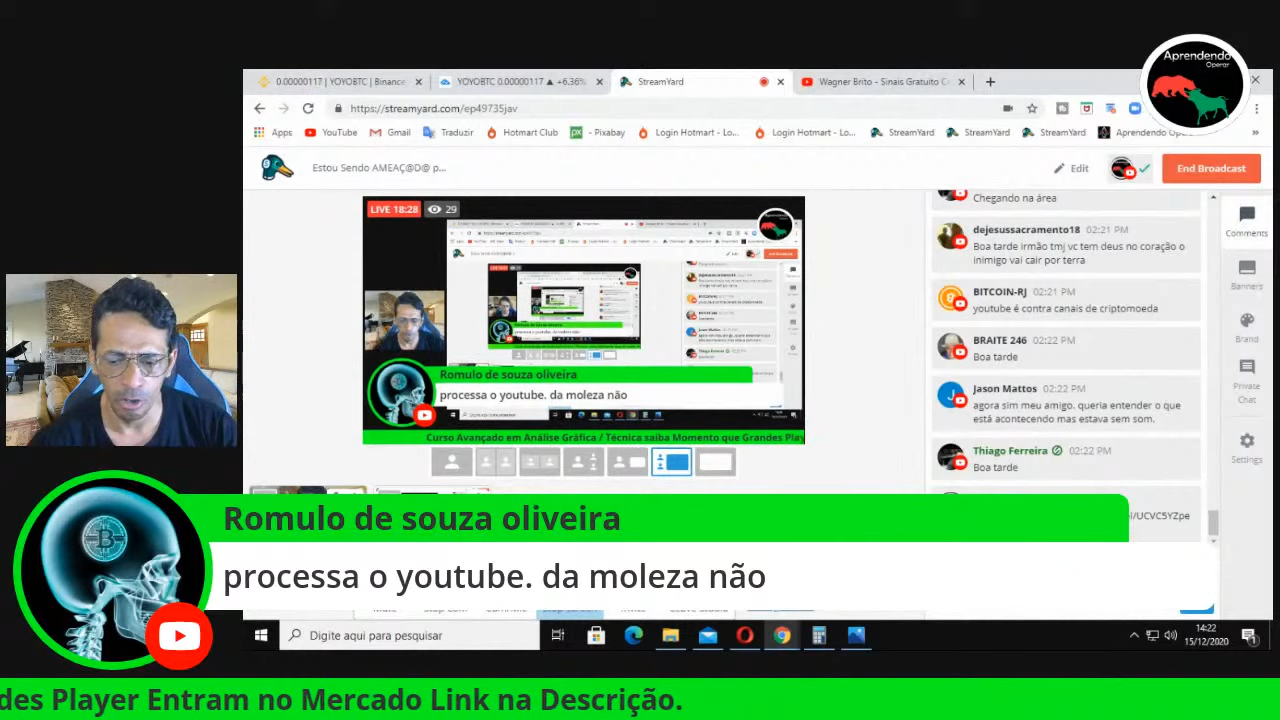 Aprendendo
Operar
0.00000117 | YOYOBTC | Binance
YOYOBTC 0.00000117 ▲ +6.36%
StreamYard
Wagner Brito - Sinais Gratuito C
https://streamyard.com/ep49735jav
Apps
YouTube
Gmail
Traduzir
Hotmart Club
- Pixabay
Login Hotmart - Lo...
Login Hotmart - Lo...
StreamYard
StreamYard
StreamYard
Aprendendo Op
Estou Sendo AMEAÇ@D@ p...
Edit
End Broadcast
LIVE 18:28
29
Romulo de souza oliveira
processa o youtube. da moleza não
Curso Avançado em Análise Gráfica / Técnica saiba Momento que Grandes Play
Chegando na área
dejesussacramento18 02:21 PM
Boa tarde irmão tmj vc tem deus no coração o
inimigo vai cair por terra
BITCOIN-RJ 02:21 PM
youtube é contra canais de criptomoeda
BRAITE 246 02:22 PM
Boa tarde
Jason Mattos 02:22 PM
agora sim meu amigo. queria entender o que
está acontecendo mas estava sem som.
Thiago Ferreira 02:22 PM
Boa tarde
/UCVC5YZpe
Comments
Banners
Brand
Private
Chat
Settings
Romulo de souza oliveira
processa o youtube. da moleza não
Digite aqui para pesquisar
14:22
15/12/2020
des Player Entram no Mercado Link na Descrição.